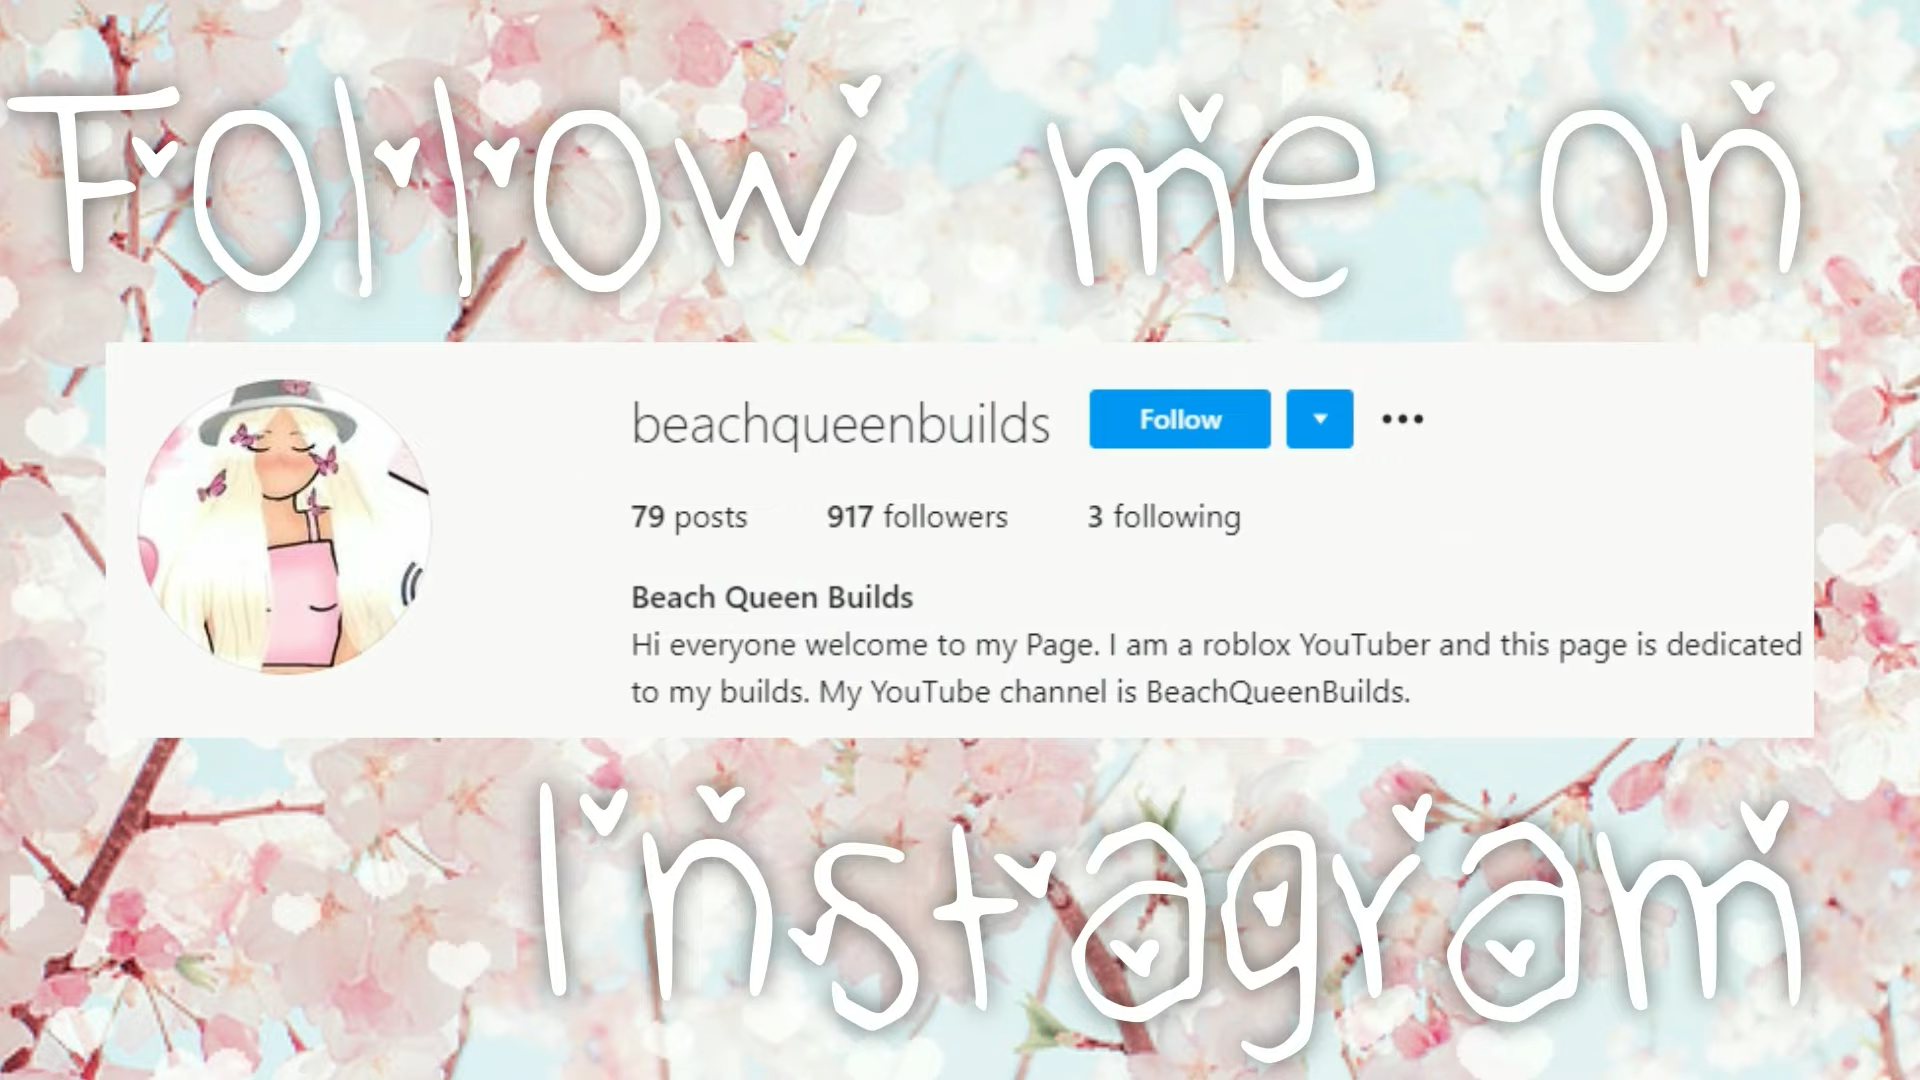 Follow me on
beachqueenbuilds Follow
79 posts 917 followers 3 following
Beach Queen Builds
Hi everyone welcome to my Page. I am a roblox YouTuber and this page is dedicated
to my builds. My YouTube channel is BeachQueenBuilds.
Instagram